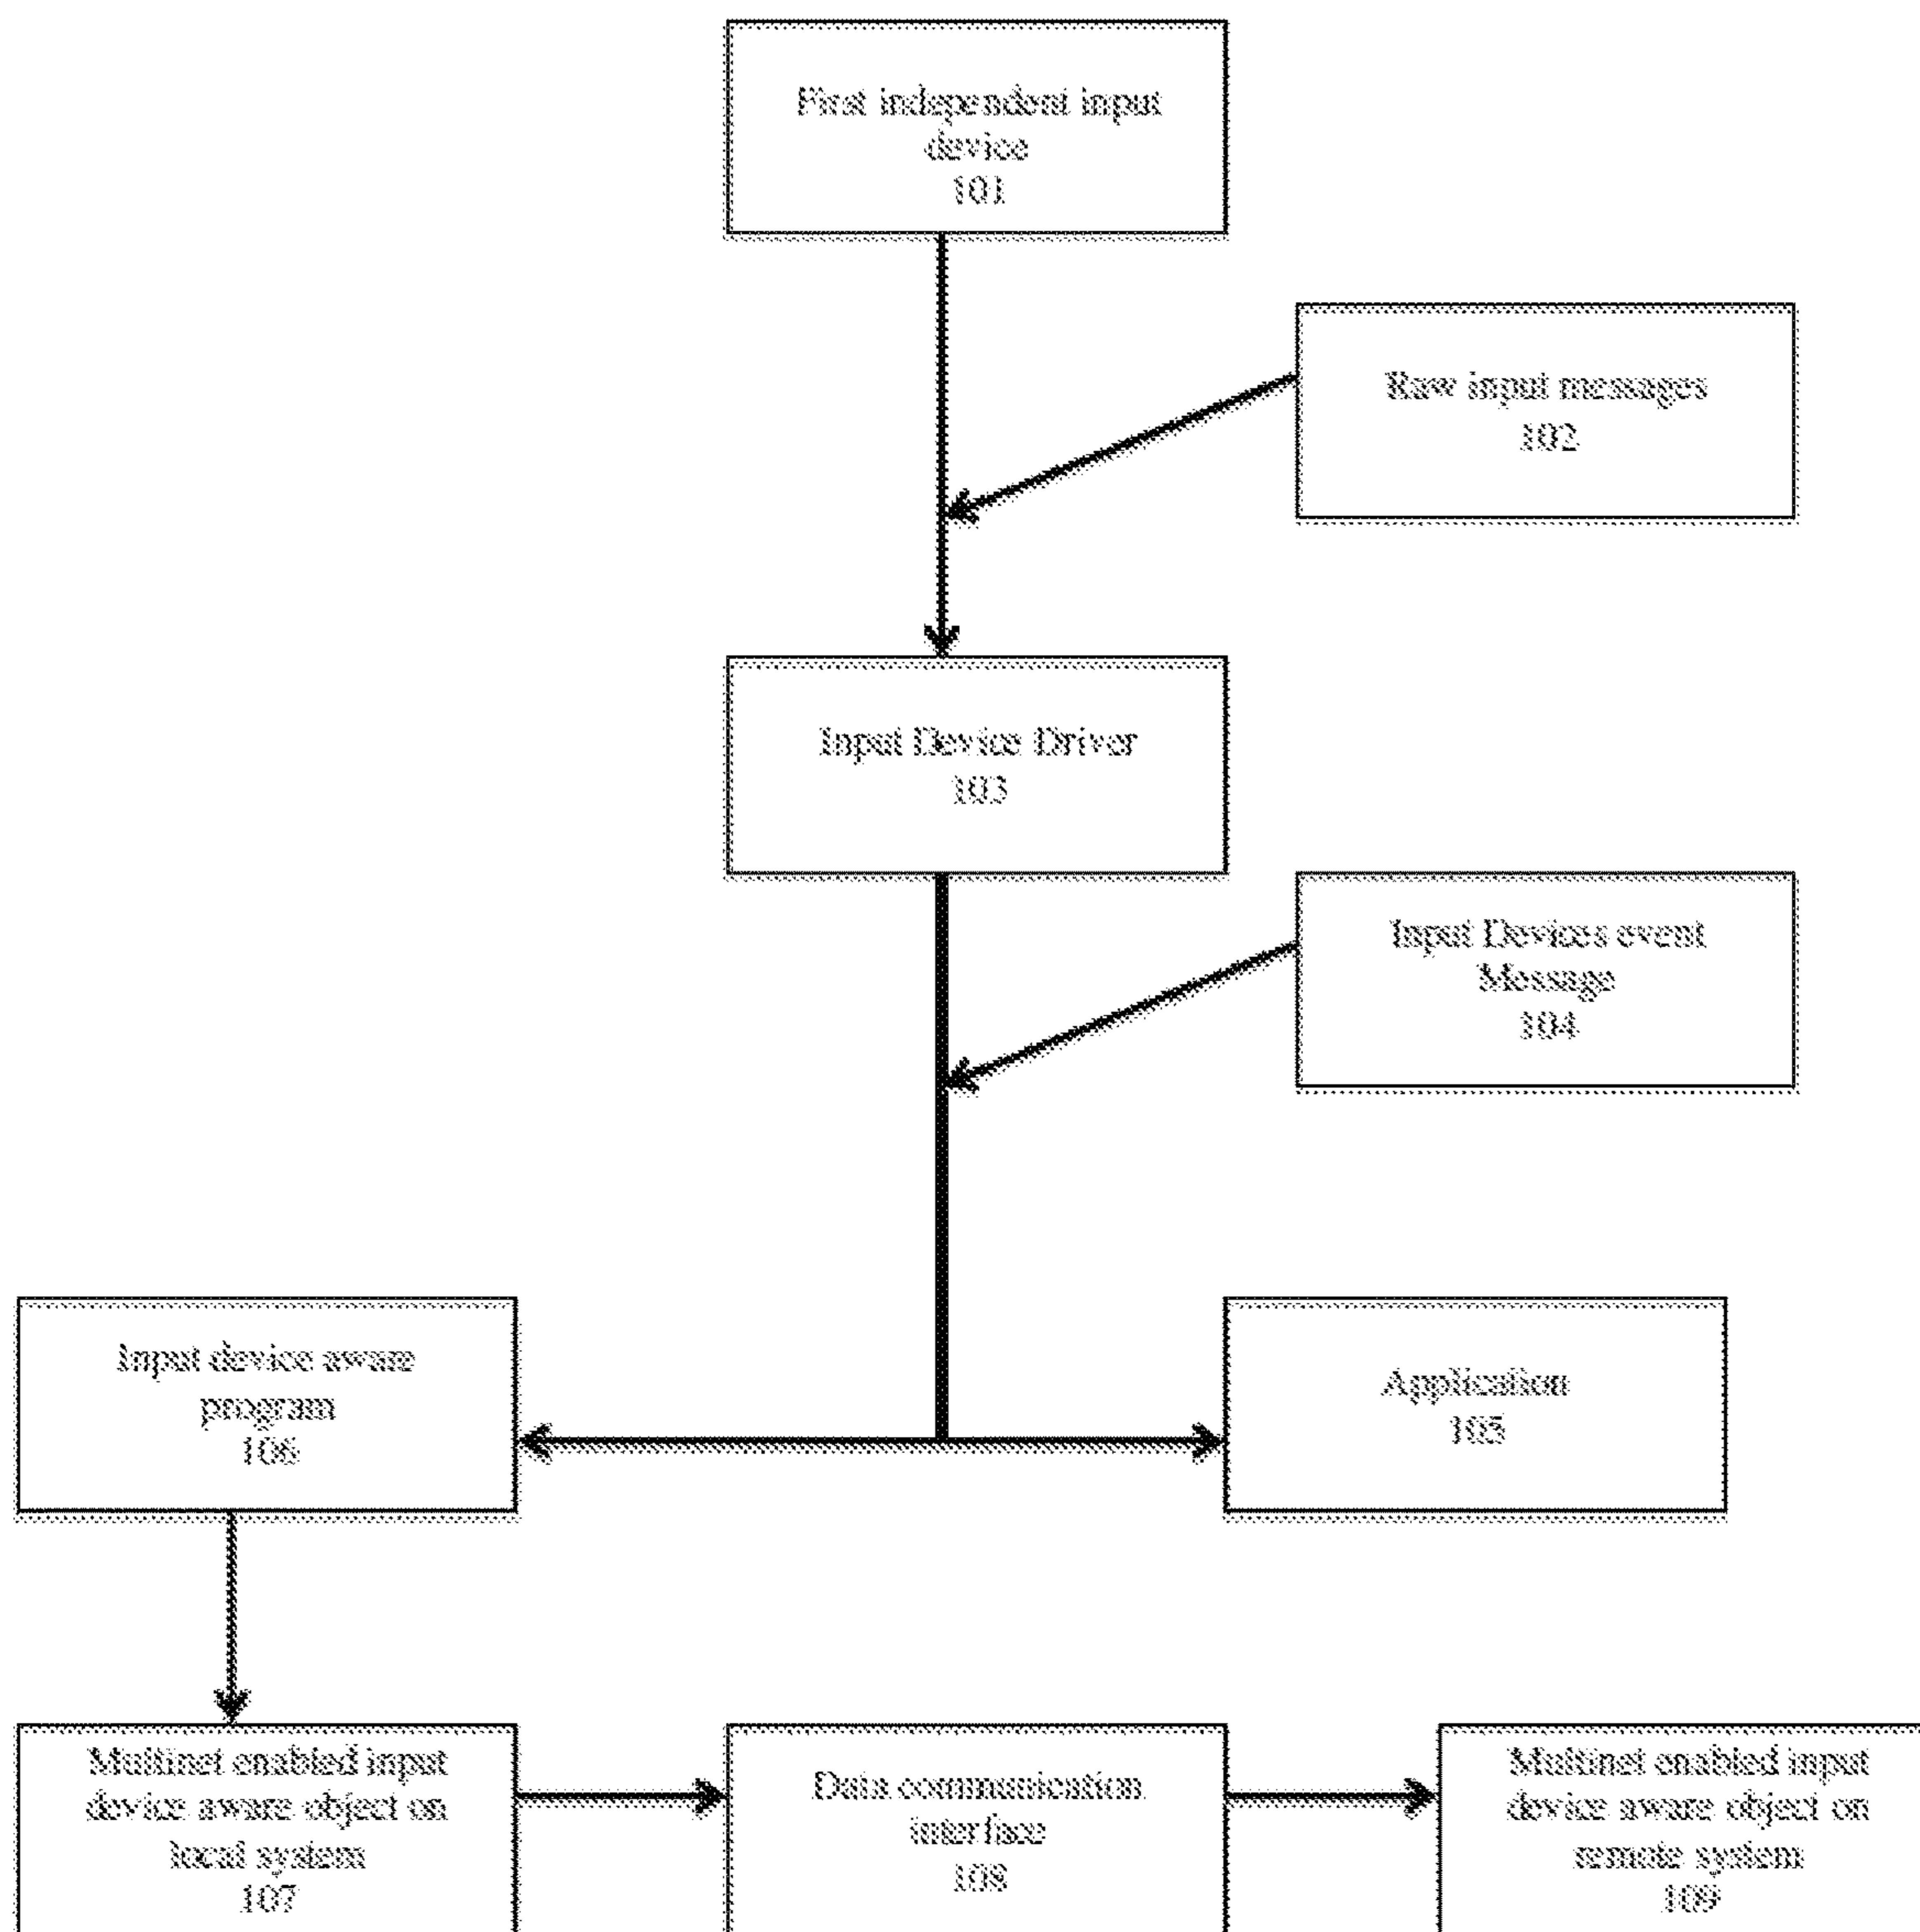 First independent input
device
101
Raw input messages
102
Input Device Driver
103
Input Devices event
Message
104
Input device aware
program
106
Application
105
Multinet enabled input
device aware object on
local system
107
Data communication
interface
108
Multinet enabled input
device aware object on
remote system
109